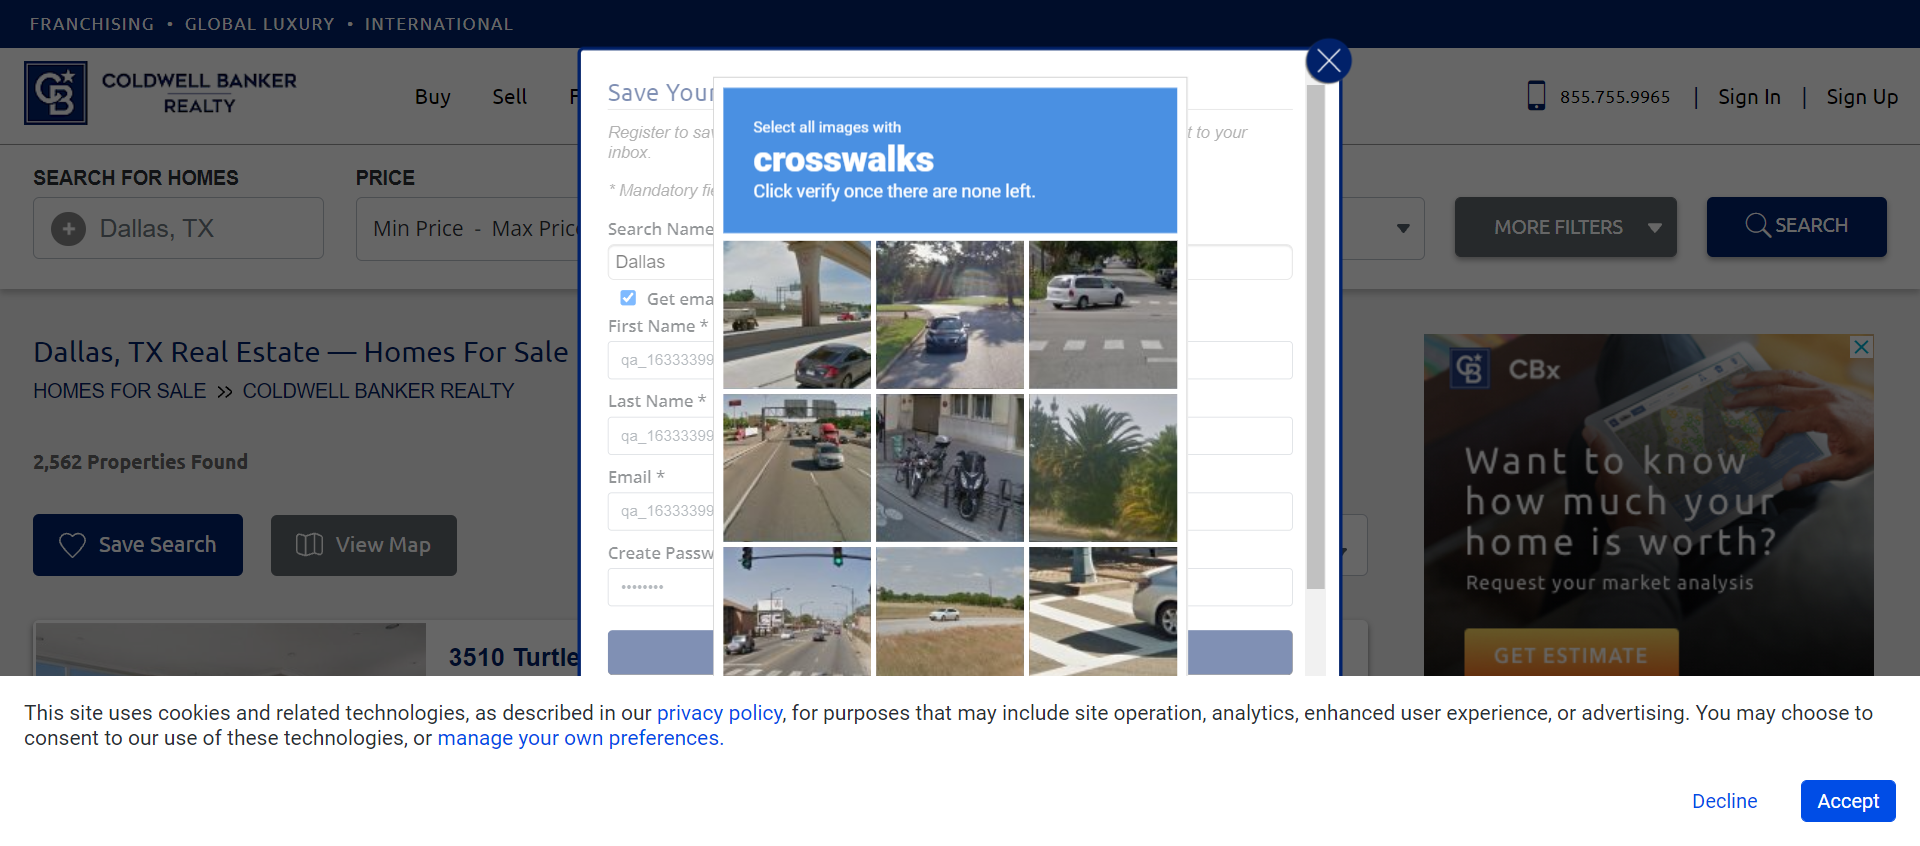 FRANCHISING • GLOBAL LUXURY • INTERNATIONAL
COLDWELL BANKER
REALTY
Buy Sell
855.755.9965 | Sign In | Sign Up
SEARCH FOR HOMES
PRICE
Dallas, TX
Min Price - Max Pric
MORE FILTERS
SEARCH
Dallas, TX Real Estate — Homes For Sale
HOMES FOR SALE » COLDWELL BANKER REALTY
2,562 Properties Found
Save Search
View Map
3510 Turtle
Save Your
Register to sa
t to your
inbox.
* Mandatory fi
Search Name
Dallas
Get ema
First Name *
qa_16333399
Last Name *
qa_16333399
Email *
qa_16333399
Create Passw
Select all images with
crosswalks
Click verify once there are none left.
CBx
Want to know
how much your
home is worth?
Request your market analysis
GET ESTIMATE
This site uses cookies and related technologies, as described in our privacy policy, for purposes that may include site operation, analytics, enhanced user experience, or advertising. You may choose to
consent to our use of these technologies, or manage your own preferences.
Decline
Accept